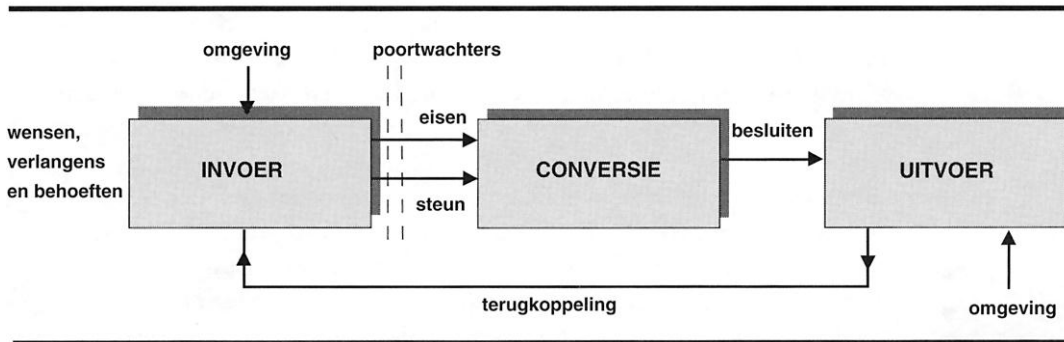 omgeving
poortwachters
wensen,
verlangens
en behoeften
INVOER
eisen
steun
CONVERSIE
besluiten
UITVOER
terugkoppeling
omgeving